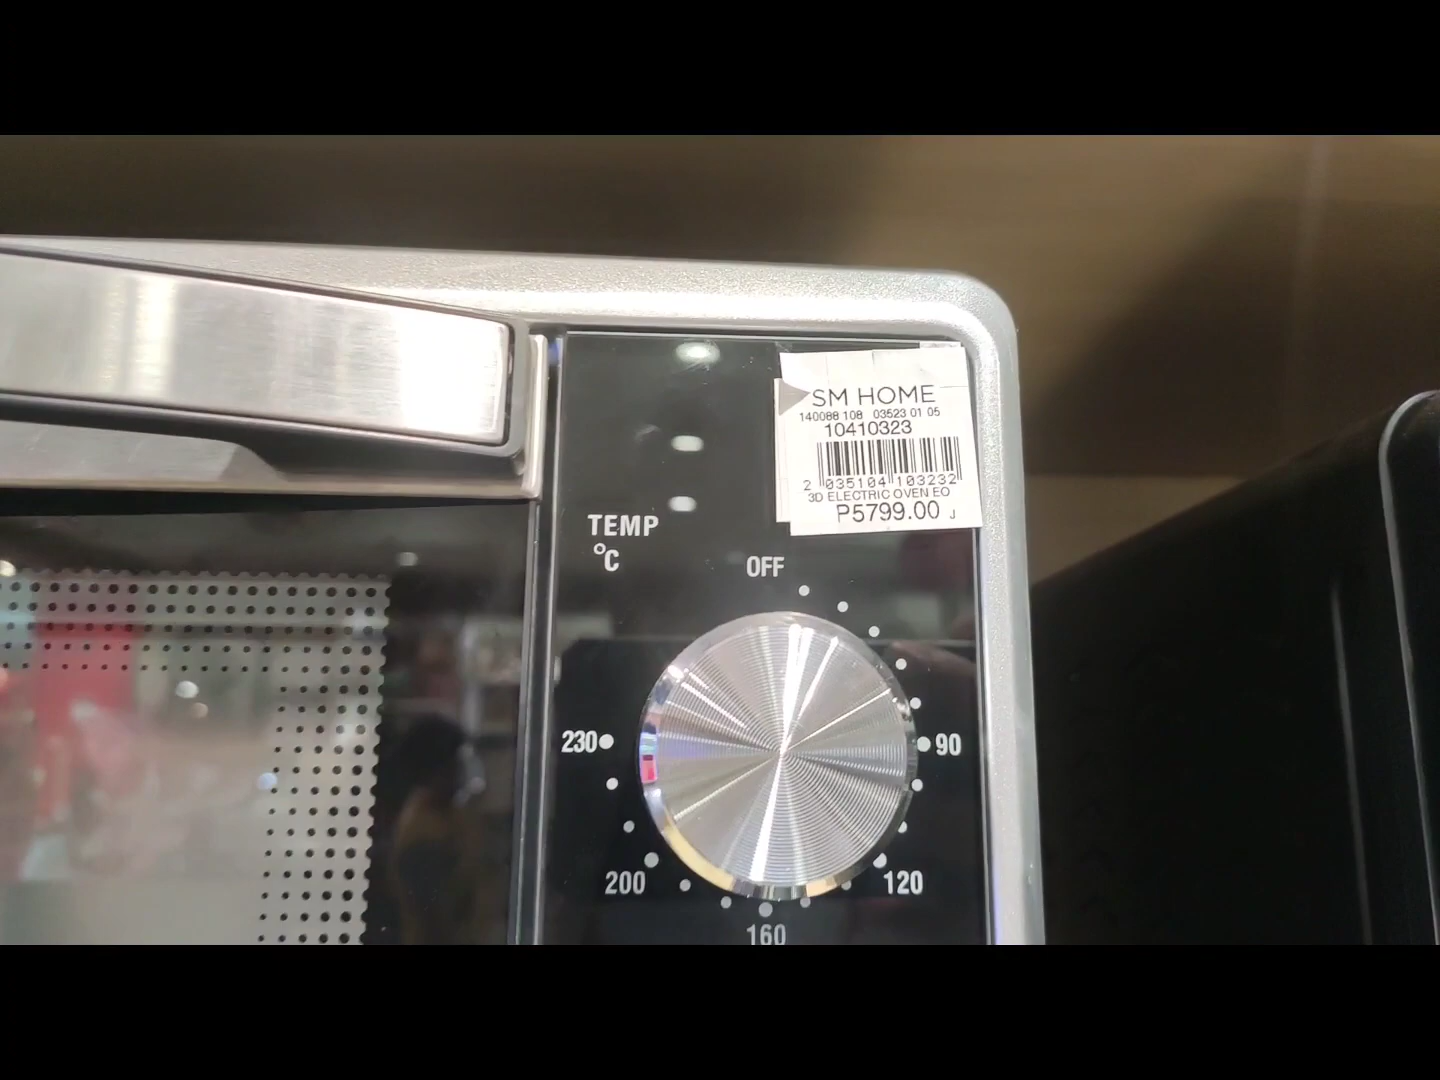 SM HOME
140088 108 03523 01 05
10410323
2 035104 103232
3D ELECTRIC OVEN EO
P5799.00 J
TEMP
°C
OFF
230
90
200
120
160